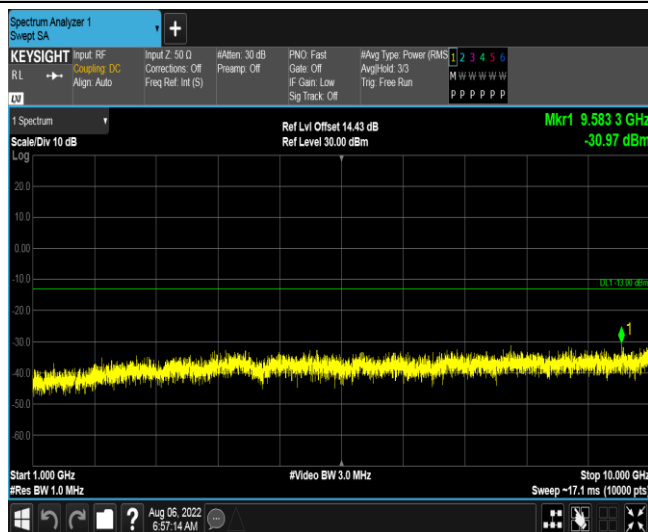 Spectrum Analyzer 1
Swept SA
KEYSIGHT
RL
LXI
Input: RF
Coupling: DC
Align: Auto
Input Z: 50 Ω
Corrections: Off
Freq Ref: Int (S)
#Atten: 30 dB
Preamp: Off
PNO: Fast
Gate: Off
IF Gain: Low
Sig Track: Off
#Avg Type: Power (RMS
Avg|Hold: 3/3
Trig: Free Run
1 2 3 4 5 6
M W W W W W
P P P P P P
1 Spectrum
Scale/Div 10 dB
Log
Ref Lvl Offset 14.43 dB
Ref Level 30.00 dBm
Mkr1 9.583 3 GHz
-30.97 dBm
20.0
10.0
0.00
-10.0
DL1 -13.00 dBm
-20.0
-30.0
1
-40.0
-50.0
-60.0
Start 1.000 GHz
#Res BW 1.0 MHz
#Video BW 3.0 MHz
Stop 10.000 GHz
Sweep ~17.1 ms (10000 pts)
?
Aug 06, 2022
6:57:14 AM